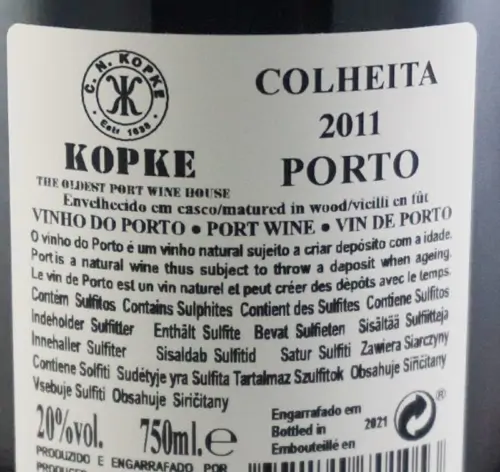 C. N. KOPKE
Estd 1638
KOPKE
THE OLDEST PORT WINE HOUSE
COLHEITA
2011
PORTO
Envelhecido em casco/matured in wood/vieilli en fût
VINHO DO PORTO ● PORT WINE ● VIN DE PORTO
O vinho do Porto é um vinho natural sujeito a criar depósito com a idade.
Port is a natural wine thus subject to throw a daposit when ageing.
Le vin de Porto est un vin naturel et peut créer des dépôts avec le temps.
Contém Sulfitos Contains Sulphites Contient des Sulfites Contiene Sulfitos
Indeholder Sulfitter Enthält Sulfite Bevat Sulfieten Sisältää Sulfiitteja
Innehaller Sulfiter Sisaldab Sulfitid Satur Sulfiti Zawiera Siarczyny
Contiene Solfiti Sudėtyje yra Sulfita Tartalmaz Szulfitok Obsahuje Siričitany
Vsebuje Sulfiti Obsahuje Siričitany
20%vol. 750ml.℮
Engarrafado em
Bottled in 2021
Embouteillé en
®
PRODUZIDO E ENGARRAFADO POR